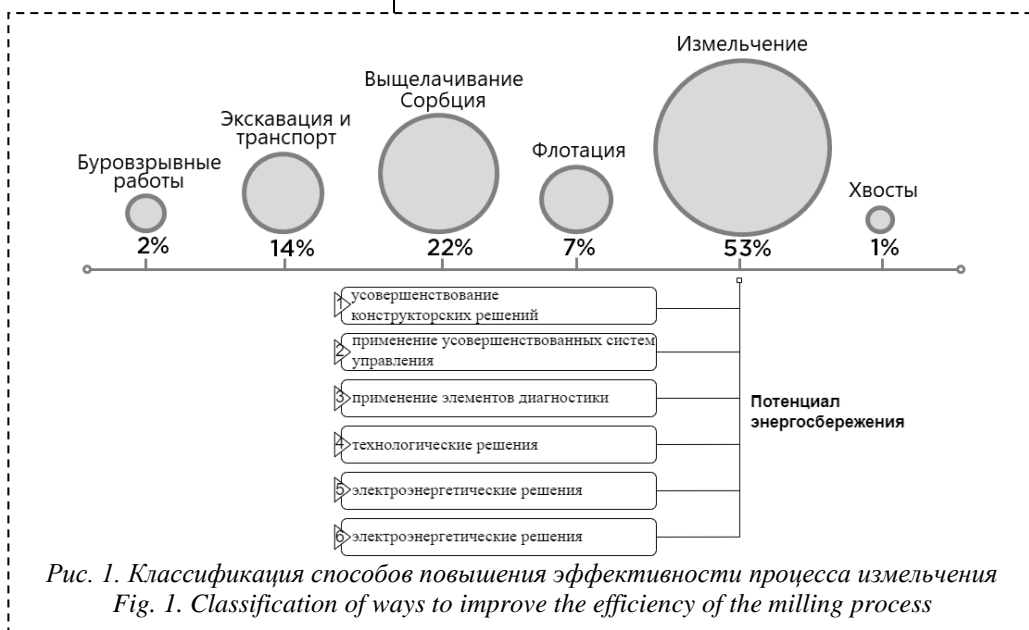 Буровзрывные
работы
2%
Экскавация и
транспорт
14%
Выщелачивание
Сорбция
22%
Флотация
7%
Измельчение
53%
Хвосты
1%
1 усовершенствование
конструкторских решений
2 применение усовершенствованных систем
управления
3 применение элементов диагностики
4 технологические решения
5 электроэнергетические решения
6 электроэнергетические решения
Потенциал
энергосбережения
Рис. 1. Классификация способов повышения эффективности процесса измельчения
Fig. 1. Classification of ways to improve the efficiency of the milling process